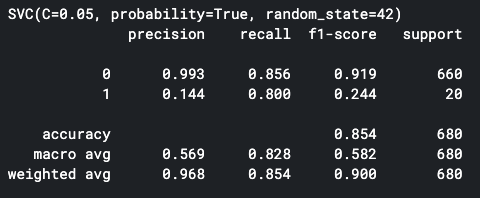 SVC(C=0.05, probability=True, random_state=42)
precision recall f1-score support
0 0.993 0.856 0.919 660
1 0.144 0.800 0.244 20
accuracy 0.854 680
macro avg 0.569 0.828 0.582 680
weighted avg 0.968 0.854 0.900 680